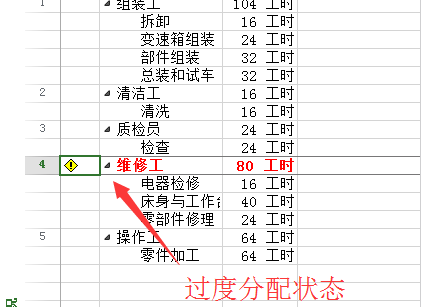 1 组装工 104 工时
拆卸 16 工时
变速箱组装 24 工时
部件组装 32 工时
总装和试车 32 工时
2 清洁工 16 工时
清洗 16 工时
3 质检员 24 工时
检查 24 工时
4 维修工 80 工时
电器检修 16 工时
床身与工作台 40 工时
零部件修理 24 工时
5 操作工 64 工时
零件加工 64 工时
过度分配状态